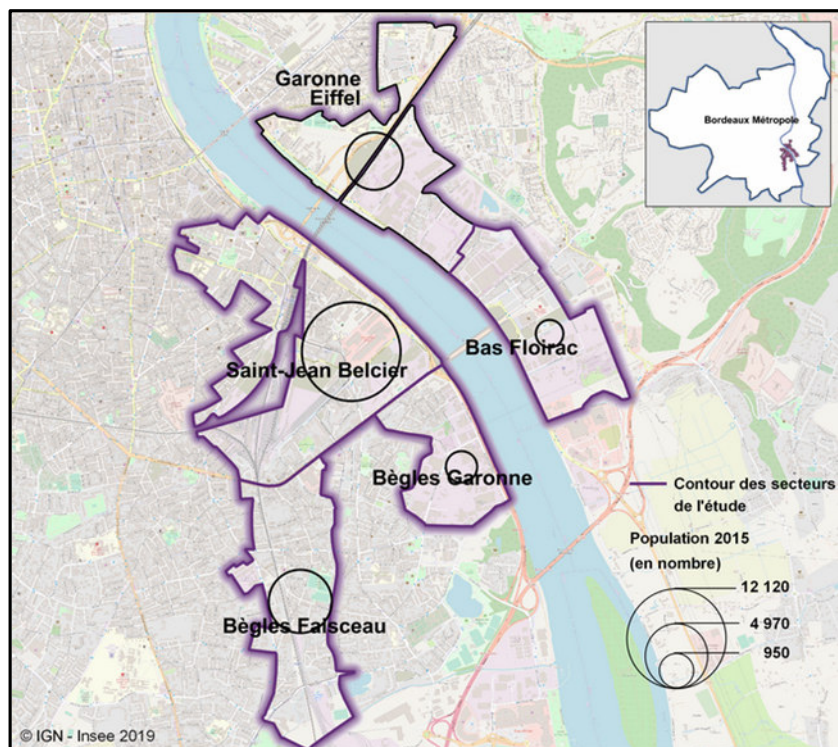 Garonne
Eiffel
Bordeaux Métropole
Bas Floirac
Saint-Jean Belcier
Bègles Garonne
Contour des secteurs
de l'étude
Population 2015
(en nombre)
12 120
4 970
950
Bègles Faisceau
© IGN - Insee 2019